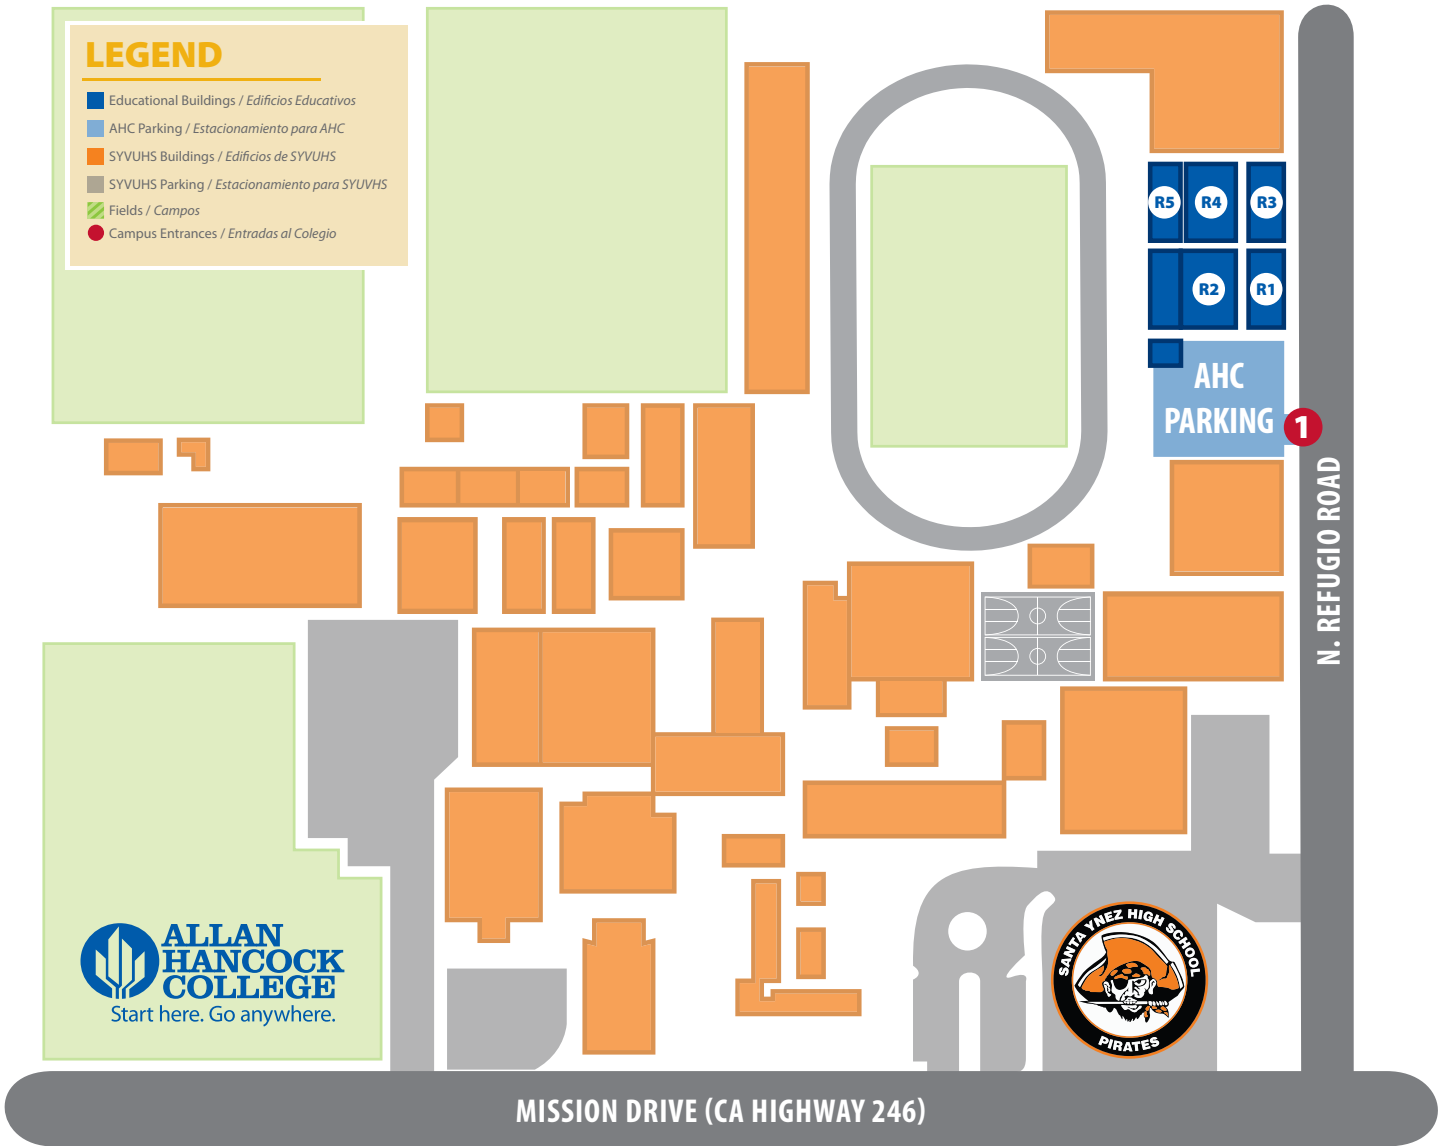 LEGEND
Educational Buildings / Edificios Educativos
AHC Parking / Estacionamiento para AHC
SYVUHS Buildings / Edificios de SYVUHS
SYVUHS Parking / Estacionamiento para SYUVHS
Fields / Campos
Campus Entrances / Entradas al Colegio
R5
R4
R3
R2
R1
AHC
PARKING
1
N. REFUGIO ROAD
ALLAN
HANCOCK
COLLEGE
Start here. Go anywhere.
SANTA YNEZ HIGH SCHOOL
PIRATES
MISSION DRIVE (CA HIGHWAY 246)